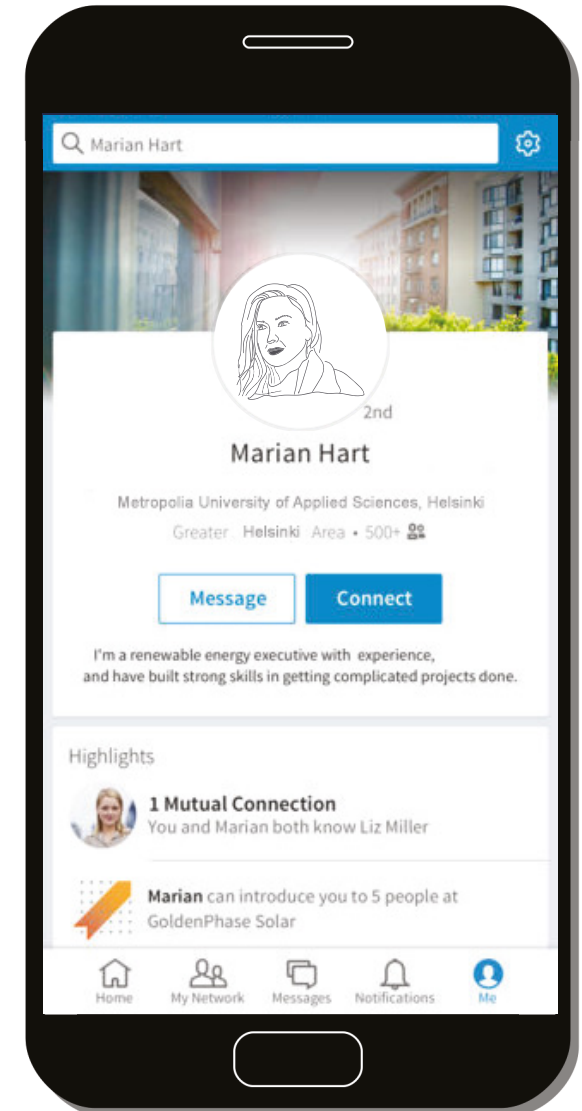 Marian Hart
2nd
Marian Hart
Metropolia University of Applied Sciences, Helsinki
Greater Helsinki Area • 500+
Message Connect
I'm a renewable energy executive with experience,
and have built strong skills in getting complicated projects done.
Highlights
1 Mutual Connection
You and Marian both know Liz Miller
Marian can introduce you to 5 people at
GoldenPhase Solar
Home My Network Messages Notifications Me